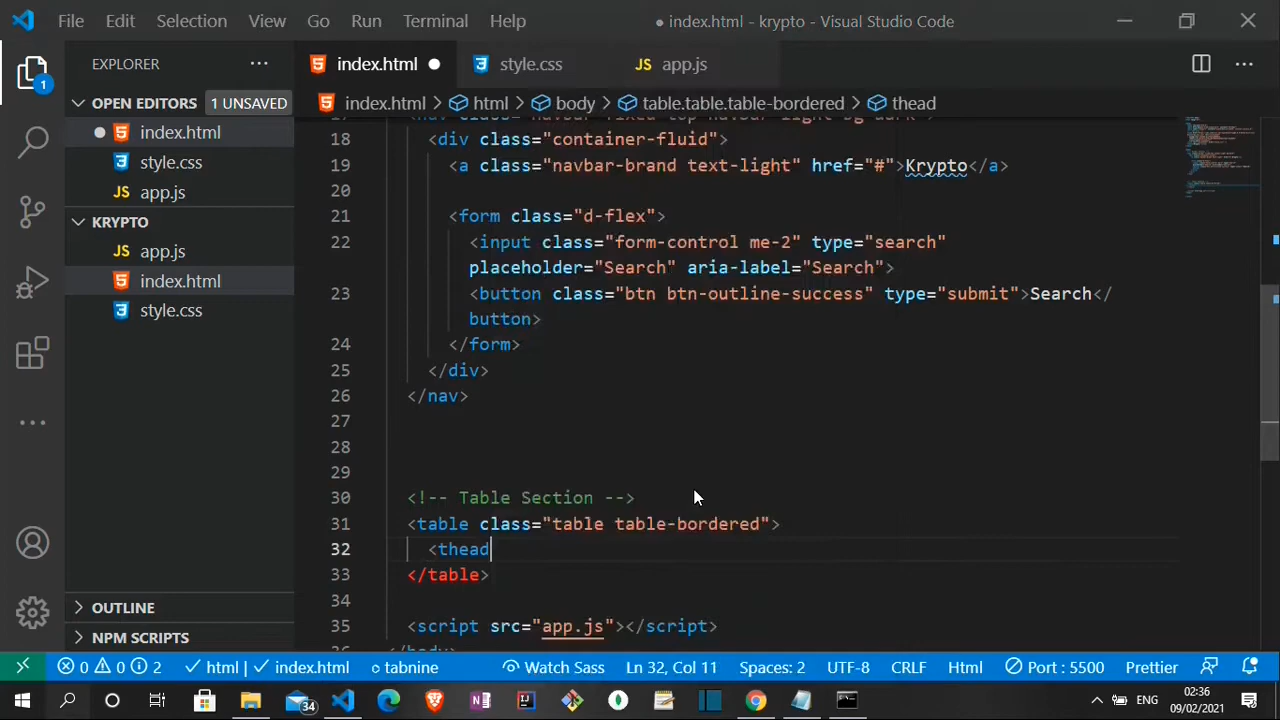 File Edit Selection View Go Run Terminal Help ● index.html - krypto - Visual Studio Code
EXPLORER ···
index.html ● style.css JS app.js ···
OPEN EDITORS 1 UNSAVED
index.html > html > body > table.table.table-bordered > thead
● index.html
style.css
JS app.js
KRYPTO
JS app.js
index.html
style.css
OUTLINE
NPM SCRIPTS
1
18 <div class="container-fluid">
19 <a class="navbar-brand text-light" href="#">Krypto</a>
20
21 <form class="d-flex">
22 <input class="form-control me-2" type="search"
placeholder="Search" aria-label="Search">
23 <button class="btn btn-outline-success" type="submit">Search</
button>
24 </form>
25 </div>
26 </nav>
27
28
29
30 <!-- Table Section -->
31 <table class="table table-bordered">
32 <thead
33 </table>
34
35 <script src="app.js"></script>
0 0 2 html | index.html tabnine Watch Sass Ln 32, Col 11 Spaces: 2 UTF-8 CRLF Html Port : 5500 Prettier
34 ENG 02:36
09/02/2021